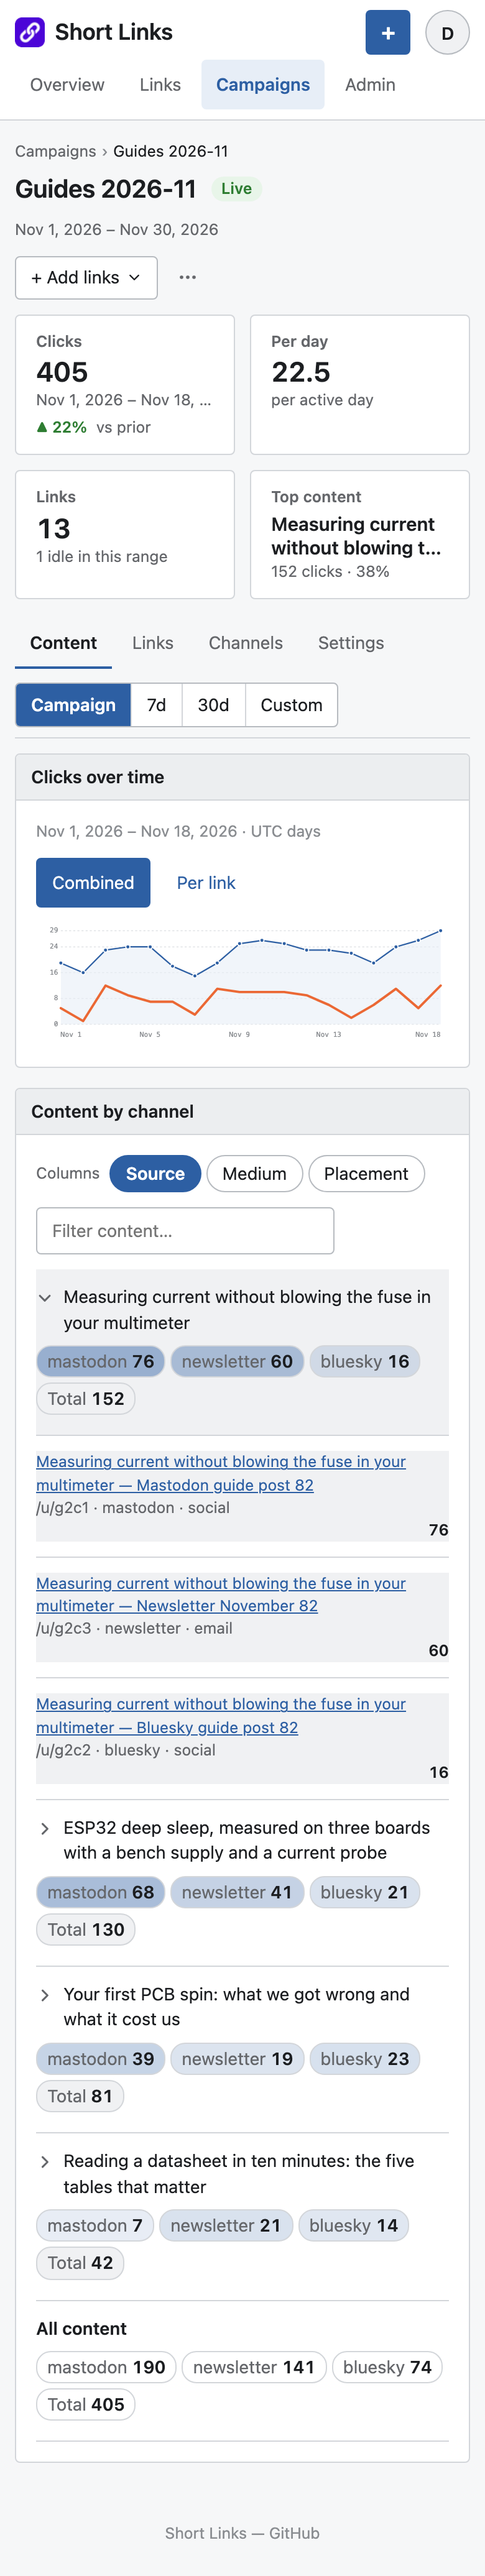 Short Links
+
D
Overview
Links
Campaigns
Admin
Campaigns › Guides 2026-11
Guides 2026-11
Live
Nov 1, 2026 – Nov 30, 2026
+ Add links
Clicks
405
Nov 1, 2026 – Nov 18, ...
▲ 22% vs prior
Per day
22.5
per active day
Links
13
1 idle in this range
Top content
Measuring current
without blowing t...
152 clicks · 38%
Content
Links
Channels
Settings
Campaign
7d
30d
Custom
Clicks over time
Nov 1, 2026 – Nov 18, 2026 · UTC days
Combined
Per link
29
24
16
8
0
Nov 1
Nov 5
Nov 9
Nov 13
Nov 18
Content by channel
Columns
Source
Medium
Placement
Filter content...
Measuring current without blowing the fuse in
your multimeter
mastodon 76
newsletter 60
bluesky 16
Total 152
Measuring current without blowing the fuse in your
multimeter — Mastodon guide post 82
/u/g2c1 · mastodon · social
76
Measuring current without blowing the fuse in your
multimeter — Newsletter November 82
/u/g2c3 · newsletter · email
60
Measuring current without blowing the fuse in your
multimeter — Bluesky guide post 82
/u/g2c2 · bluesky · social
16
ESP32 deep sleep, measured on three boards
with a bench supply and a current probe
mastodon 68
newsletter 41
bluesky 21
Total 130
Your first PCB spin: what we got wrong and
what it cost us
mastodon 39
newsletter 19
bluesky 23
Total 81
Reading a datasheet in ten minutes: the five
tables that matter
mastodon 7
newsletter 21
bluesky 14
Total 42
All content
mastodon 190
newsletter 141
bluesky 74
Total 405
Short Links — GitHub